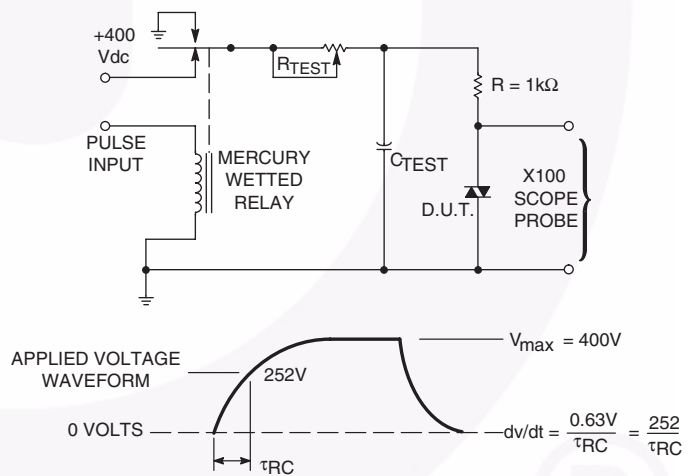 +400
Vdc
RTEST
R = 1kΩ
PULSE
INPUT
MERCURY
WETTED
RELAY
CTEST
D.U.T.
X100
SCOPE
PROBE
APPLIED VOLTAGE
WAVEFORM
Vmax = 400V
252V
0 VOLTS
dv/dt = 0.63V/τRC = 252/τRC
τRC